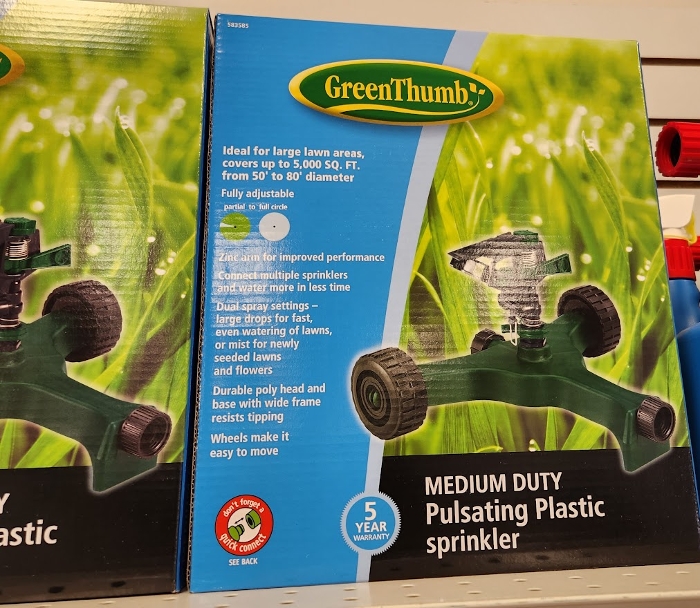 583585
GreenThumb®
Ideal for large lawn areas,
covers up to 5,000 SQ. FT.
from 50' to 80' diameter
Fully adjustable
partial to full circle
Zinc arm for improved performance
Connect multiple sprinklers
and water more in less time
Dual spray settings –
large drops for fast,
even watering of lawns,
or mist for newly
seeded lawns
and flowers
Durable poly head and
base with wide frame
resists tipping
Wheels make it
easy to move
don't forget a
quick connect
SEE BACK
5
YEAR
WARRANTY
MEDIUM DUTY
Pulsating Plastic
sprinkler
Y
astic